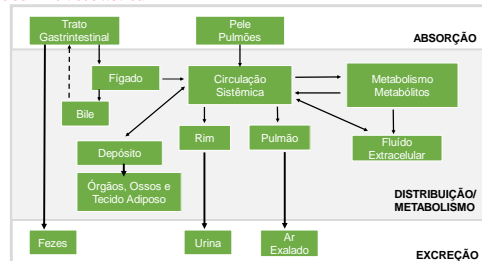 Trato
Gastrintestinal
Pele
Pulmões
ABSORÇÃO
Fígado
Circulação
Sistêmica
Metabolismo
Metabólitos
Bile
Rim
Pulmão
Fluído
Extracelular
Depósito
Órgãos, Ossos e
Tecido Adiposo
DISTRIBUIÇÃO/
METABOLISMO
Fezes
Urina
Ar
Exalado
EXCREÇÃO